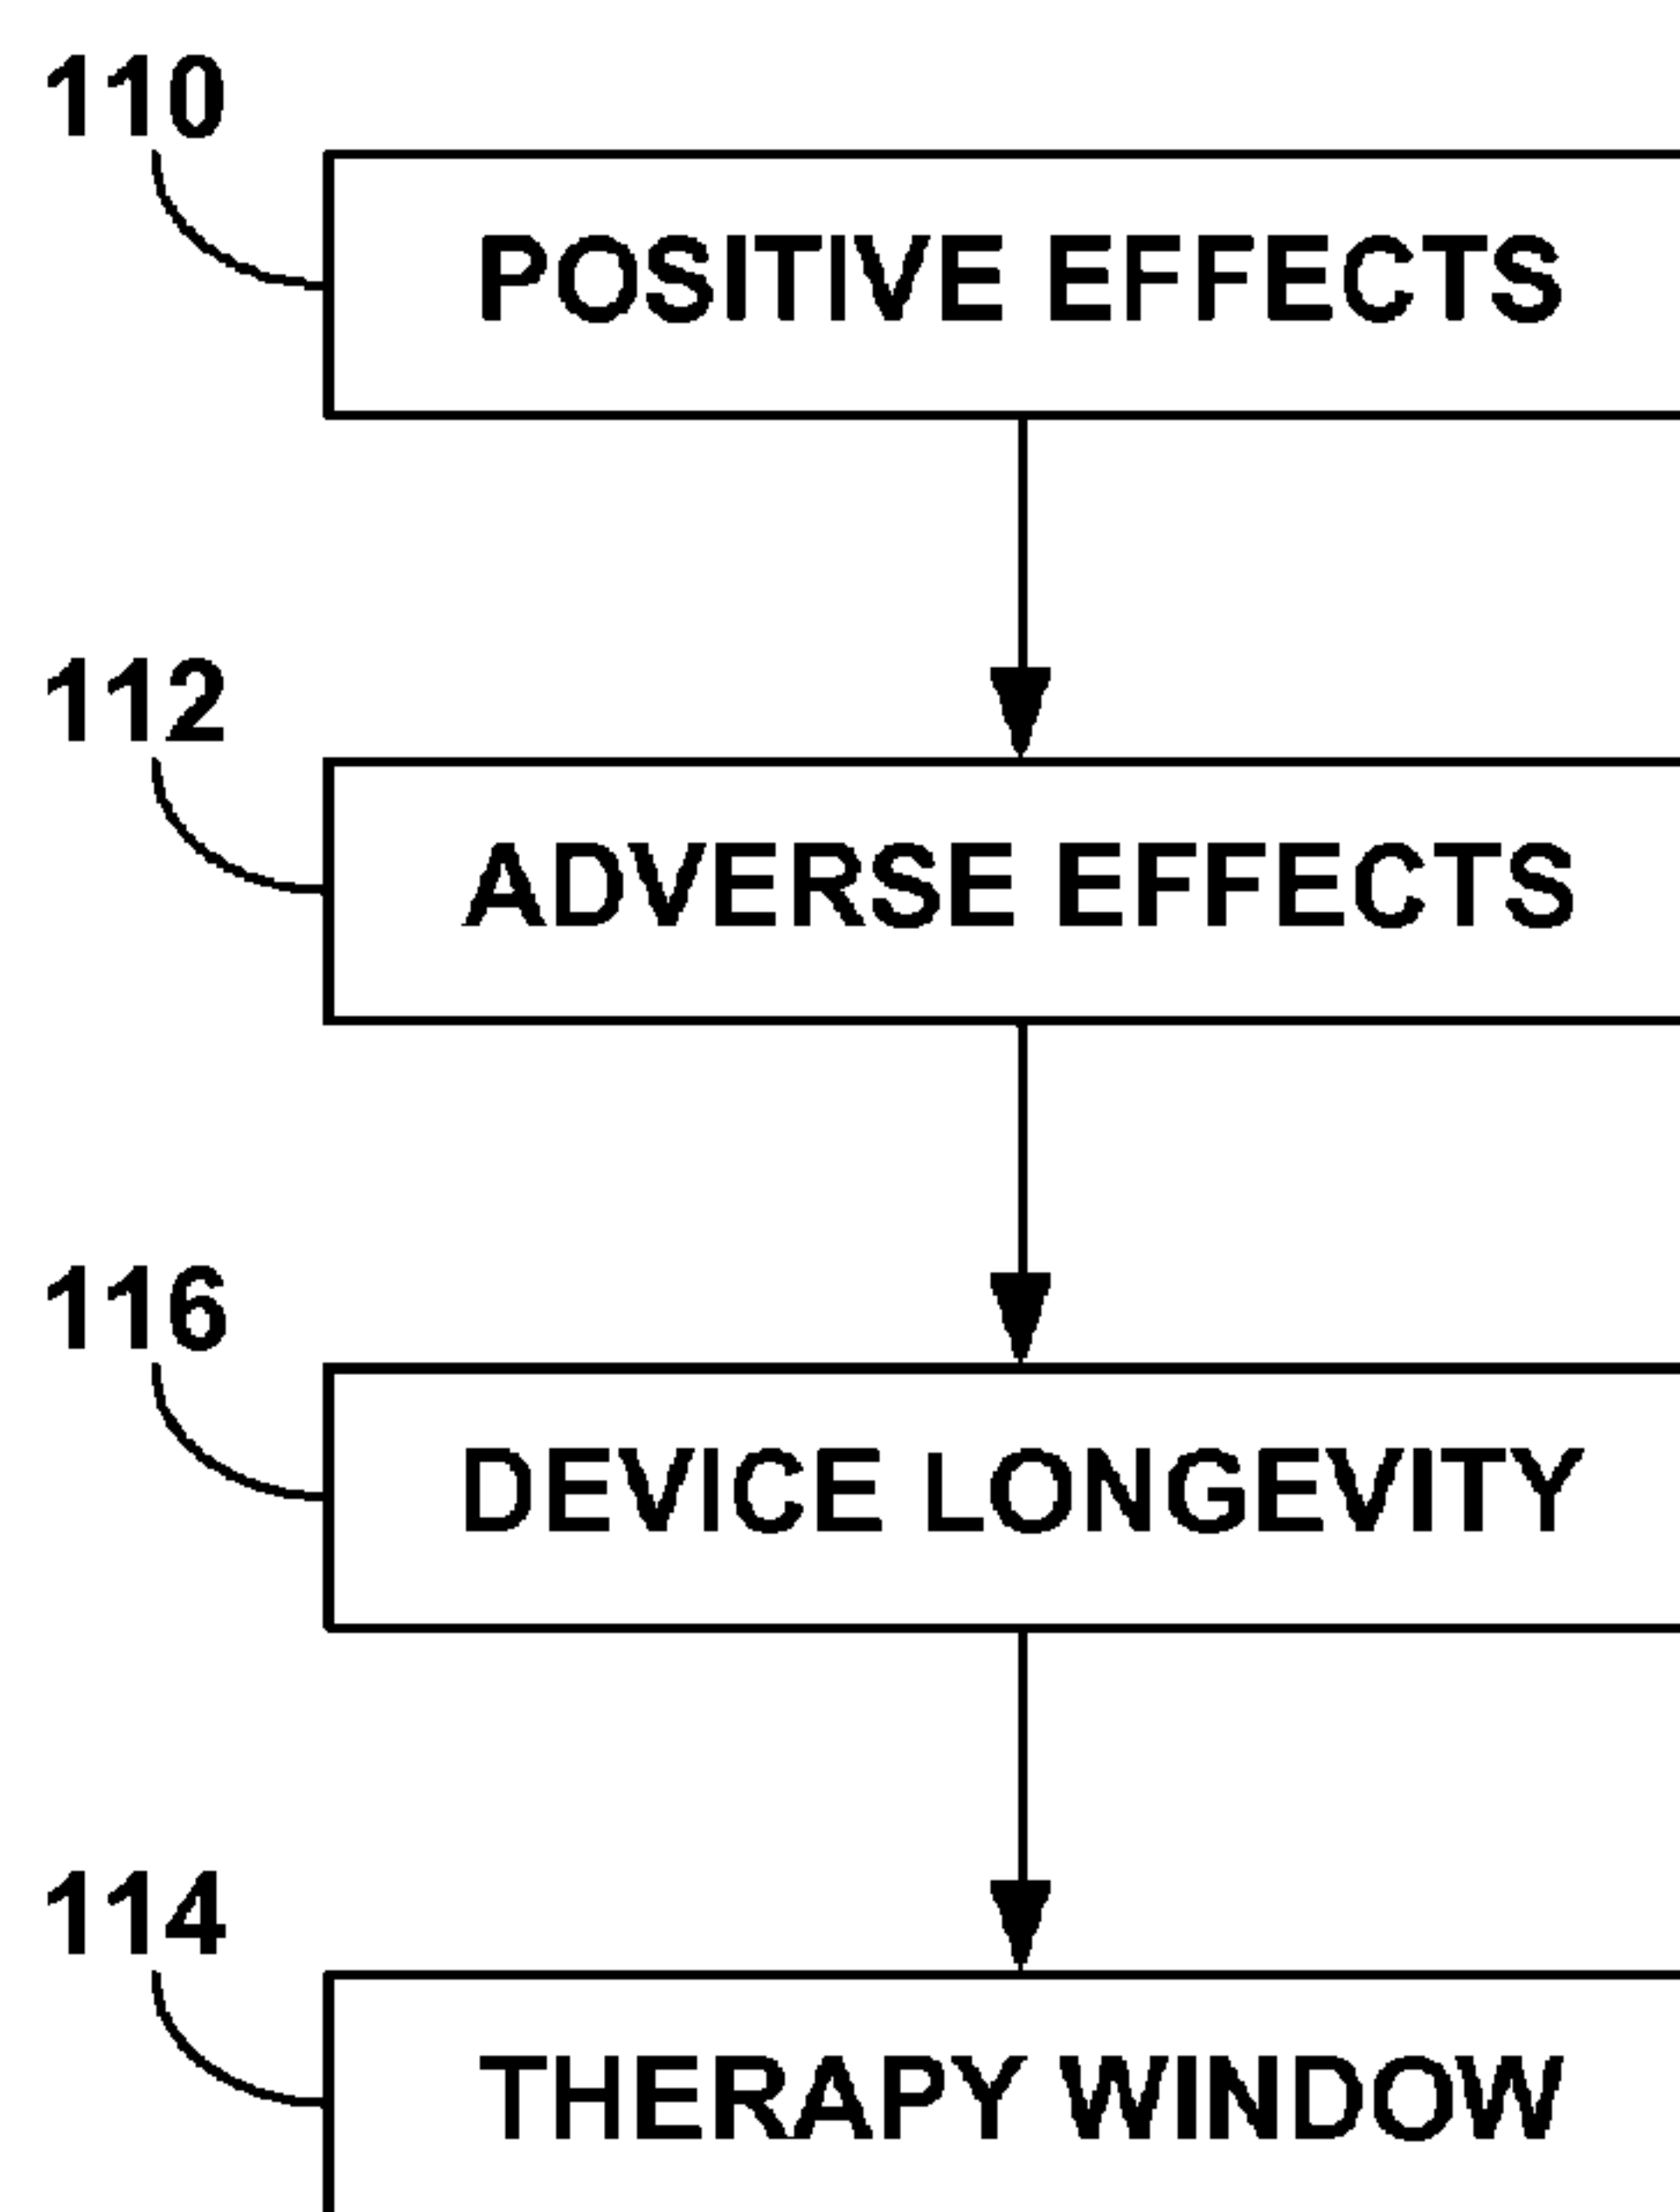 110
POSITIVE EFFECTS
112
ADVERSE EFFECTS
116
DEVICE LONGEVITY
114
THERAPY WINDOW